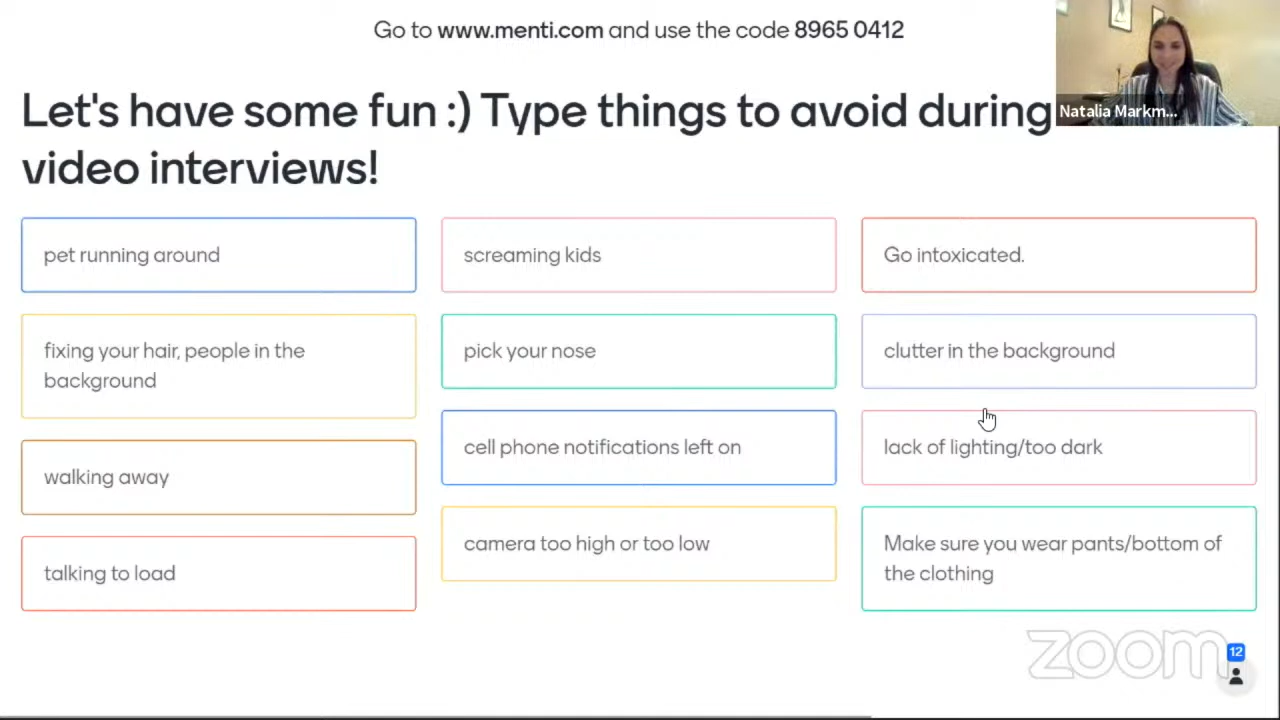 Go to www.menti.com and use the code 8965 0412
Let's have some fun :) Type things to avoid during
video interviews!
Natalia Markm...
pet running around
screaming kids
Go intoxicated.
fixing your hair, people in the
background
pick your nose
clutter in the background
walking away
cell phone notifications left on
lack of lighting/too dark
talking to load
camera too high or too low
Make sure you wear pants/bottom of
the clothing
zoom
12